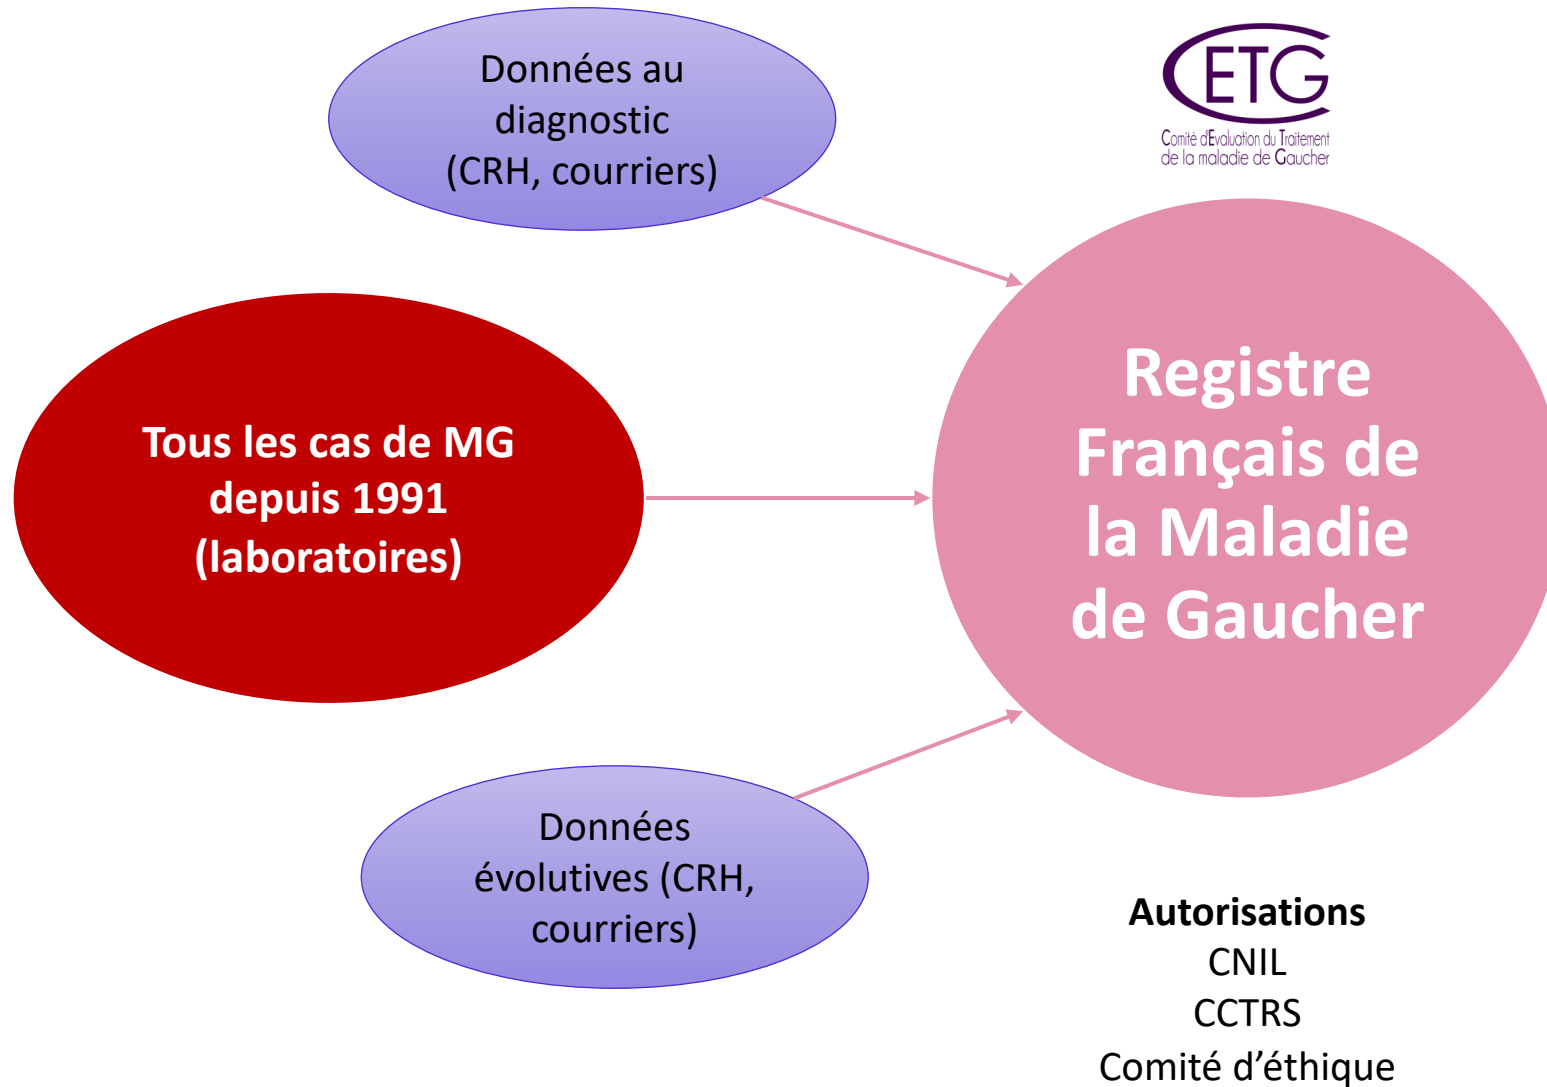 Données au
diagnostic
(CRH, courriers)
CETG
Comité d'Evaluation du Traitement
de la maladie de Gaucher
Tous les cas de MG
depuis 1991
(laboratoires)
Registre
Français de
la Maladie
de Gaucher
Données
évolutives (CRH,
courriers)
Autorisations
CNIL
CCTRS
Comité d'éthique